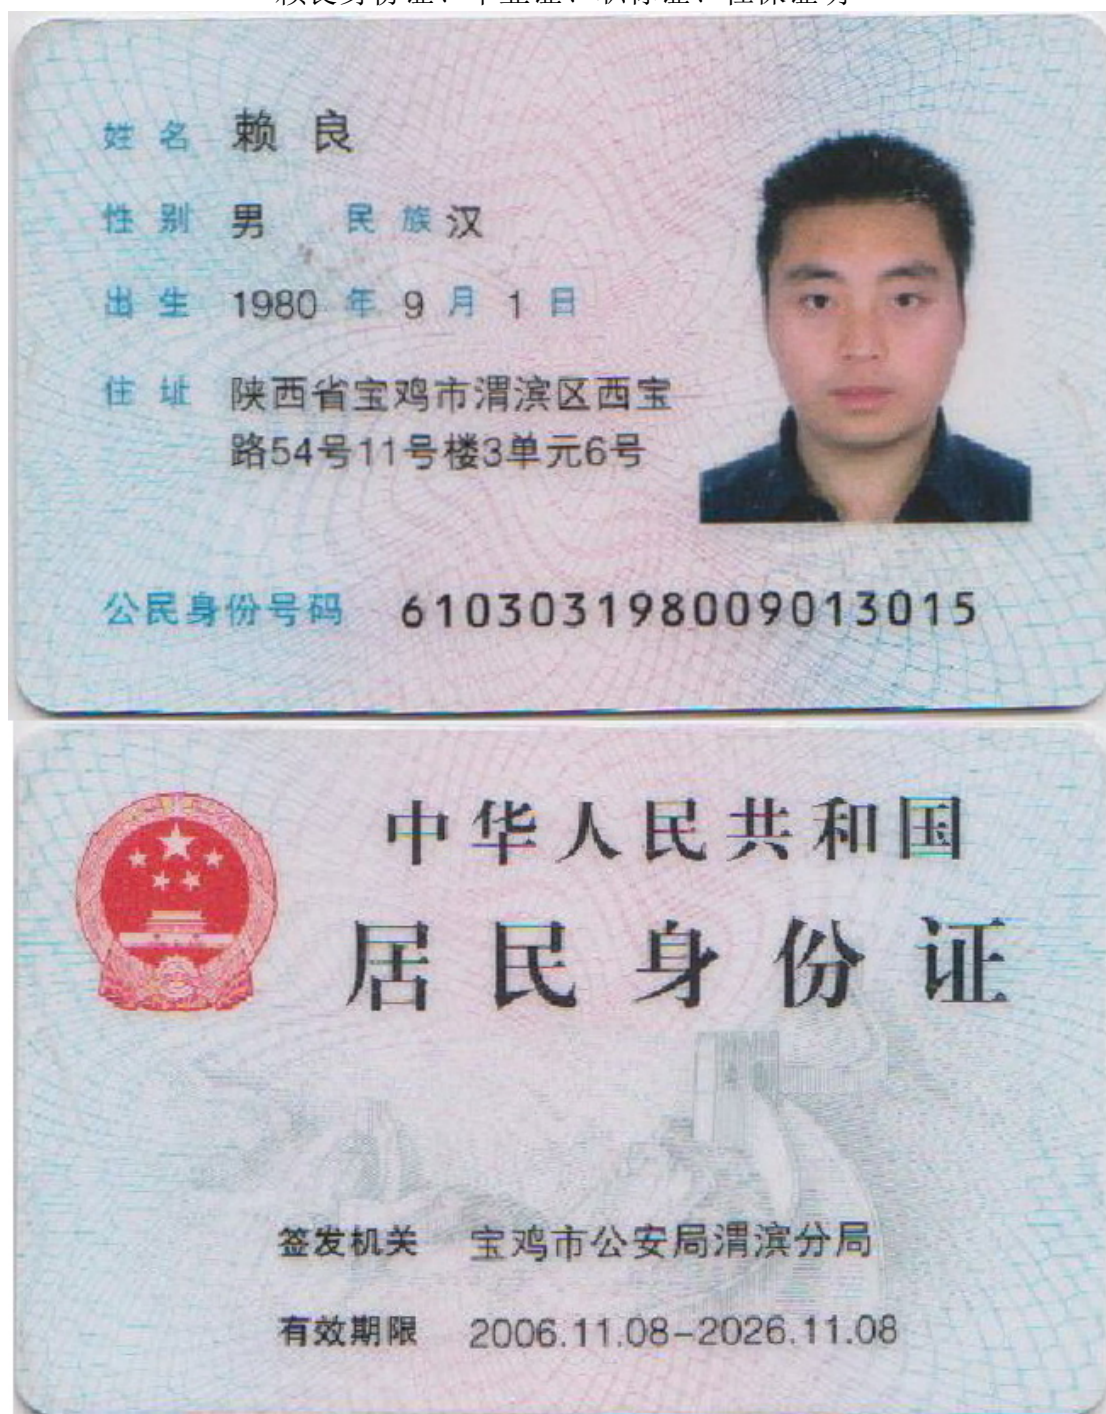 姓名 赖良
性别 男 民族 汉
出生 1980 年 9 月 1 日
住址 陕西省宝鸡市渭滨区西宝
路54号11号楼3单元6号
公民身份号码 610303198009013015
中华人民共和国
居民身份证
签发机关 宝鸡市公安局渭滨分局
有效期限 2006.11.08-2026.11.08